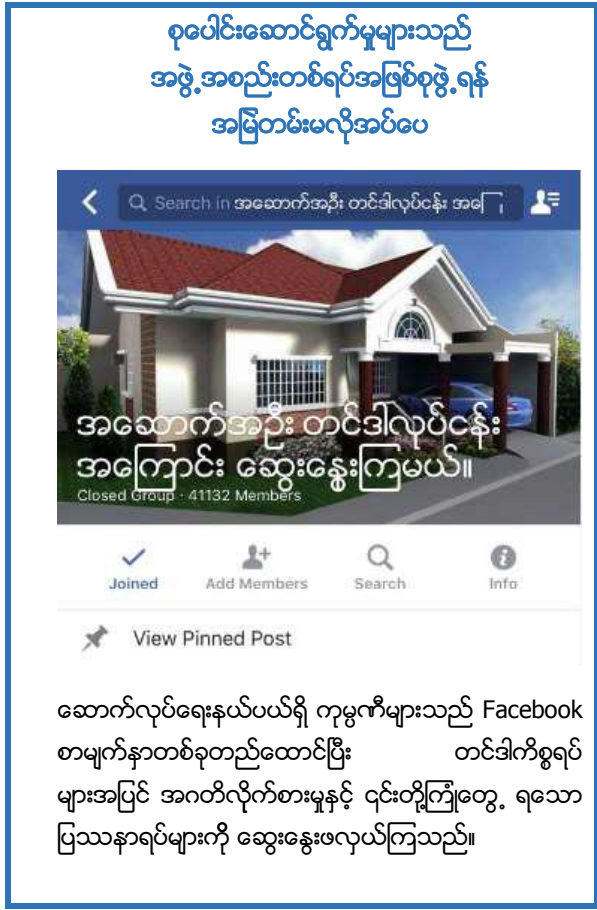 စုပေါင်းဆောင်ရွက်မှုများသည်
အဖွဲ့အစည်းတစ်ရပ်အဖြစ်စုဖွဲ့ရန်
အမြဲတမ်းမလိုအပ်ပေ
Search in အဆောက်အဦး တင်ဒါလုပ်ငန်း
အဆောက်အဦး တင်ဒါလုပ်ငန်း
အကြောင်း ဆွေးနွေးကြမယ်။
Closed Group · 41132 Members
Joined Add Members Search Info
View Pinned Post
ဆောက်လုပ်ရေးနယ်ပယ်ရှိ ကုမ္ပဏီများသည် Facebook
စာမျက်နာတစ်ခုတည်ထောင်ပြီး တင်ဒါကိစ္စရပ်
များအပြင် အဂတိလိုက်စားမှုနှင့် ၎င်းတို့ကြုံတွေ့ ရသော
ပြဿနာရပ်များကို ဆွေးနွေးဖလှယ်ကြသည်။